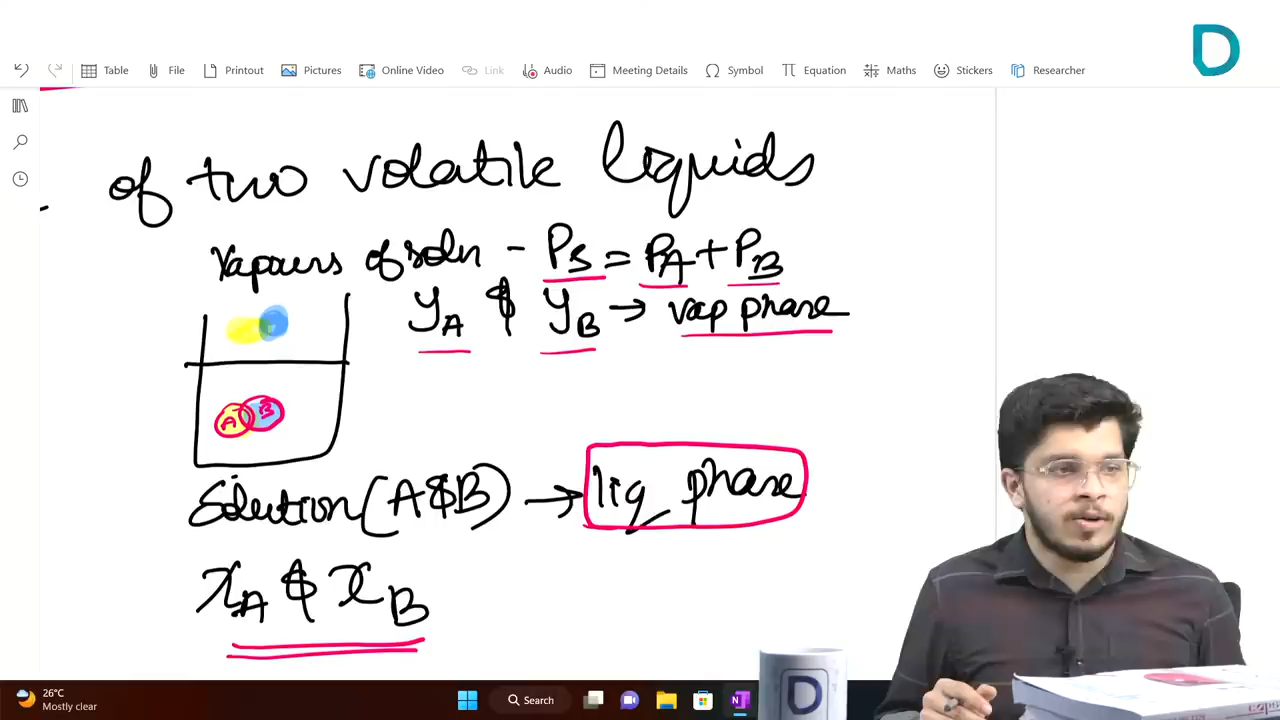 D
Table File Printout Pictures Online Video Link Audio Meeting Details Symbol Equation Maths Stickers Researcher
of two volatile liquids
Vapours of soln - PS = PA + PB
yA & yB → vap phase
A B
Solution (A & B) → liq phase
xA & xB
D
26°C
Mostly clear
Search